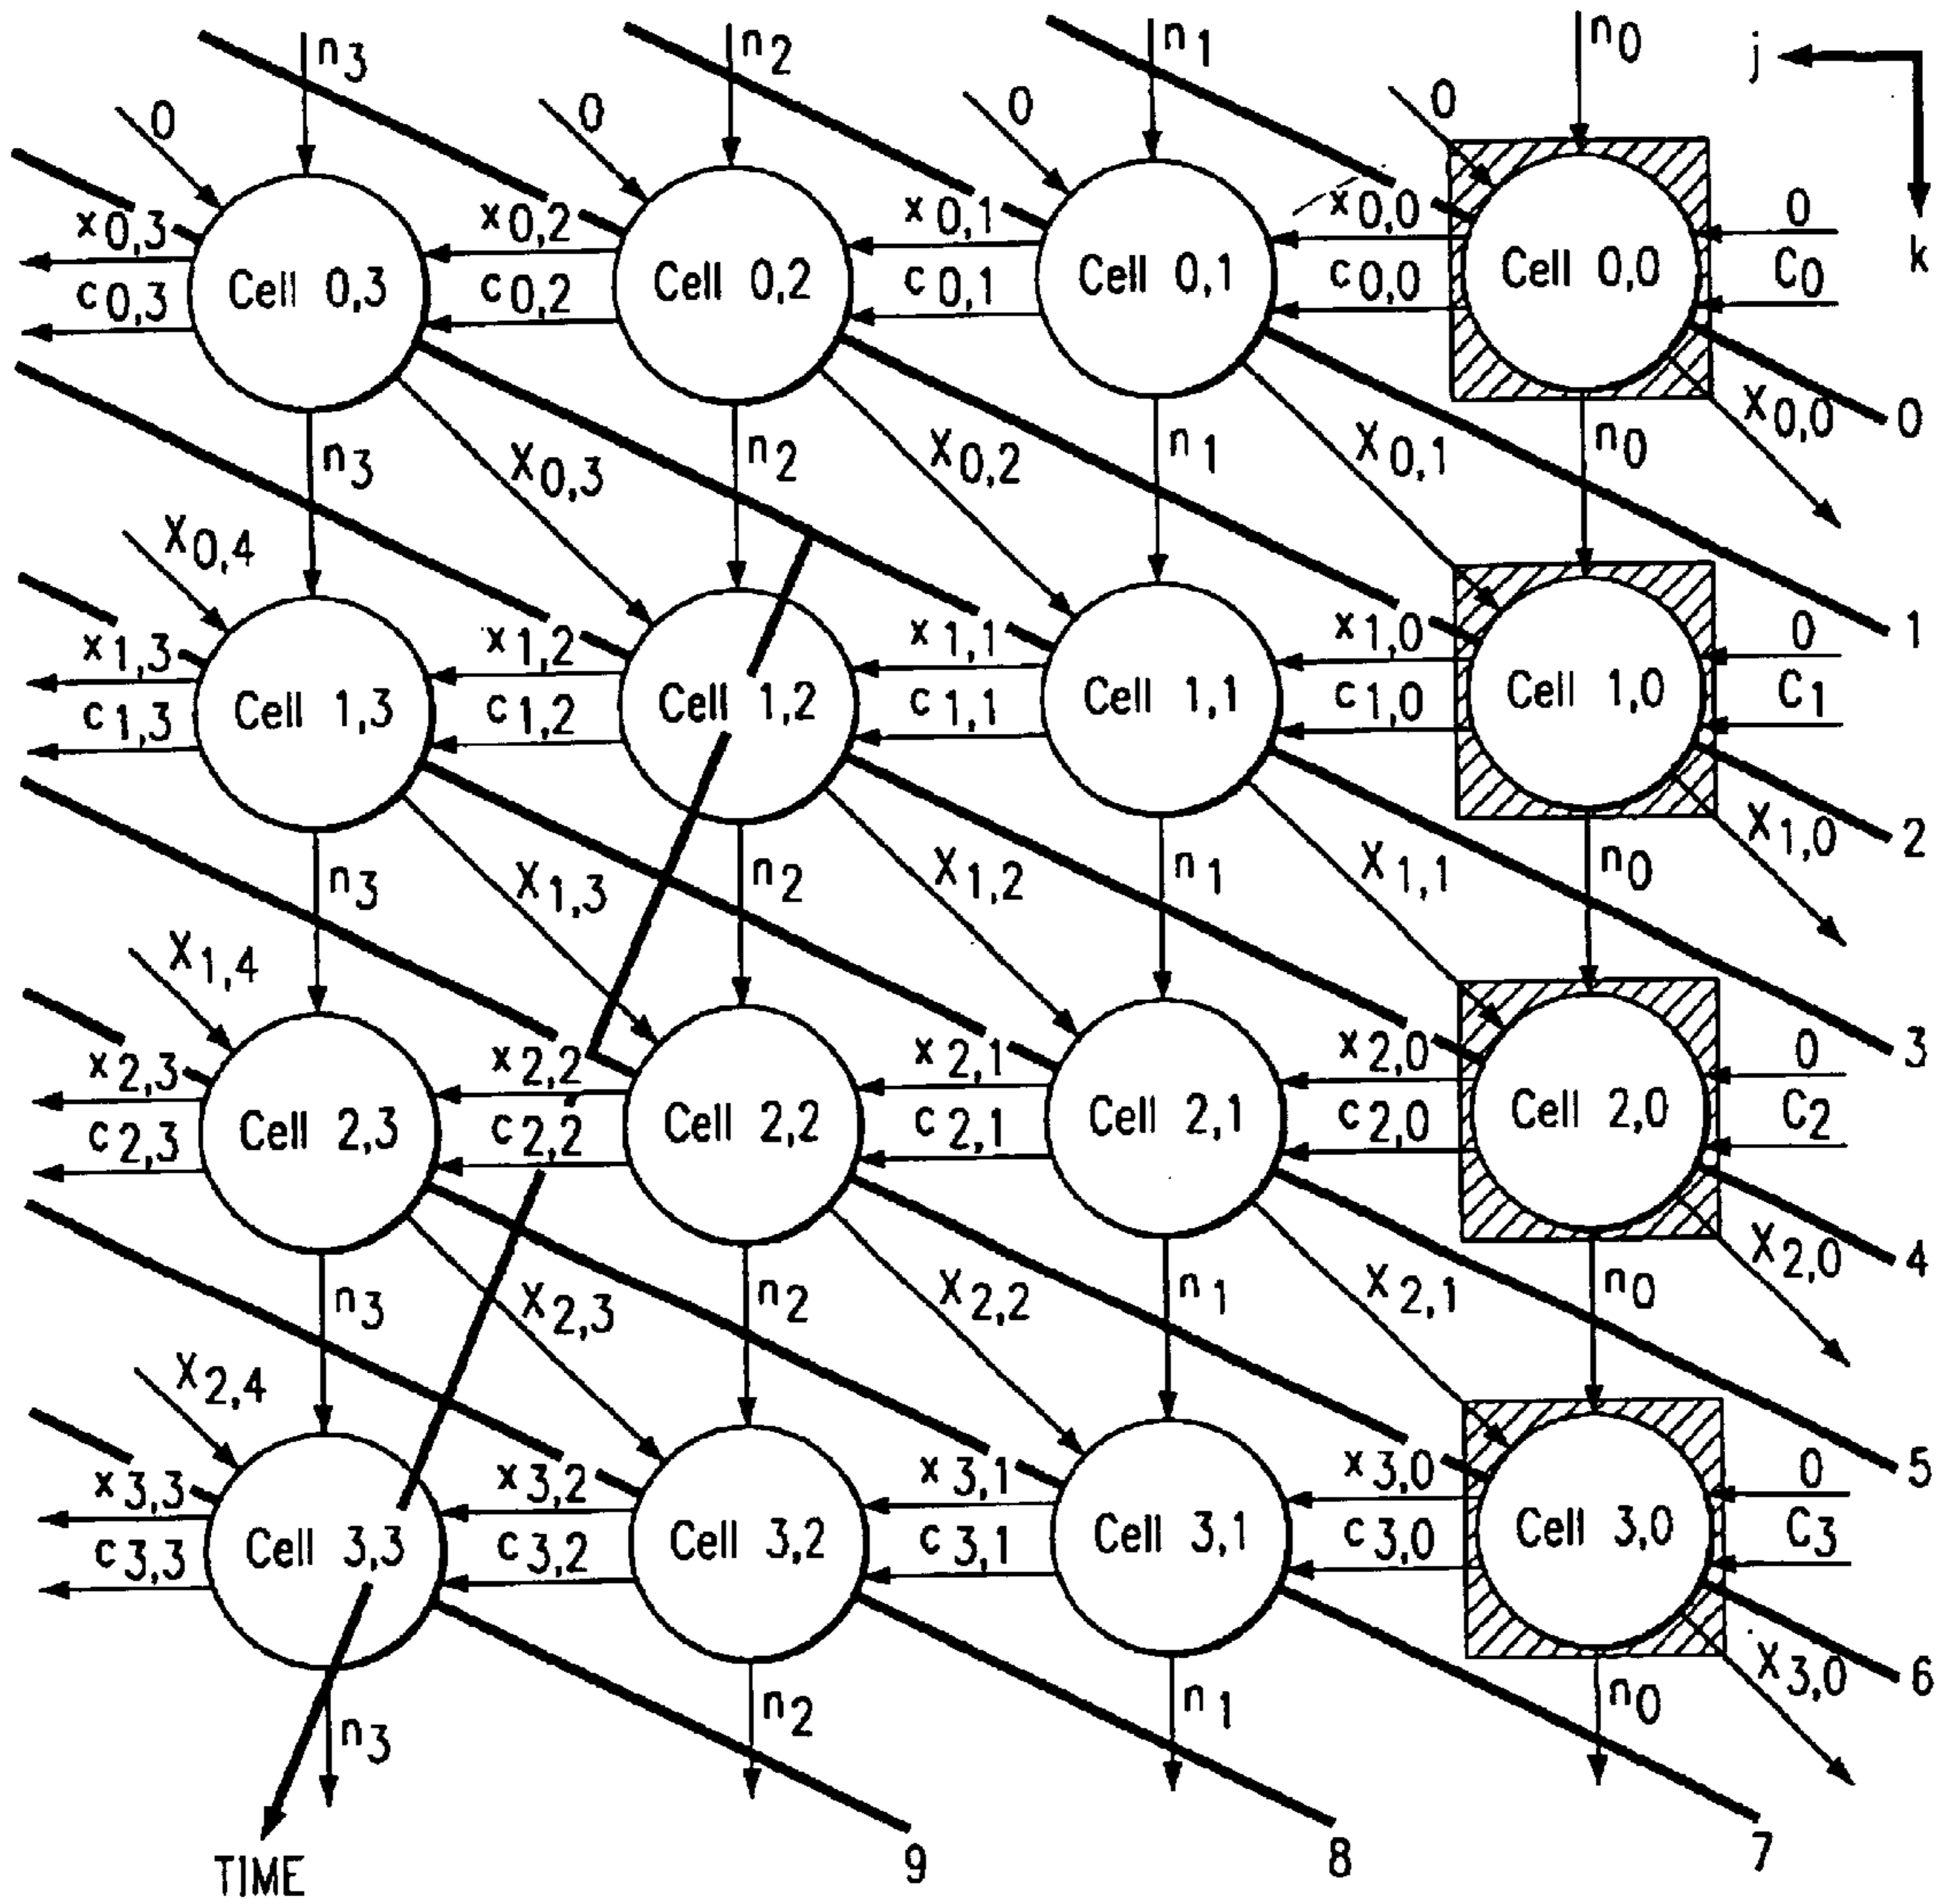 n3 n2 n1 n0 j
0 0 0 0
x0,3 x0,2 x0,1 x0,0 0 k
Cell 0,3 Cell 0,2 Cell 0,1 Cell 0,0
c0,3 c0,2 c0,1 c0,0 C0
X0,0 0
n3 X0,3 n2 X0,2 n1 X0,1 n0
X0,4
x1,3 x1,2 x1,1 x1,0 0 1
Cell 1,3 Cell 1,2 Cell 1,1 Cell 1,0
c1,3 c1,2 c1,1 c1,0 C1
X1,0 2
n3 X1,3 n2 X1,2 n1 X1,1 n0
X1,4
x2,3 x2,2 x2,1 x2,0 0 3
Cell 2,3 Cell 2,2 Cell 2,1 Cell 2,0
c2,3 c2,2 c2,1 c2,0 C2
X2,0 4
n3 X2,3 n2 X2,2 n1 X2,1 n0
X2,4
x3,3 x3,2 x3,1 x3,0 0 5
Cell 3,3 Cell 3,2 Cell 3,1 Cell 3,0
c3,3 c3,2 c3,1 c3,0 C3
X3,0 6
n3 n2 n1 n0
TIME 9 8 7